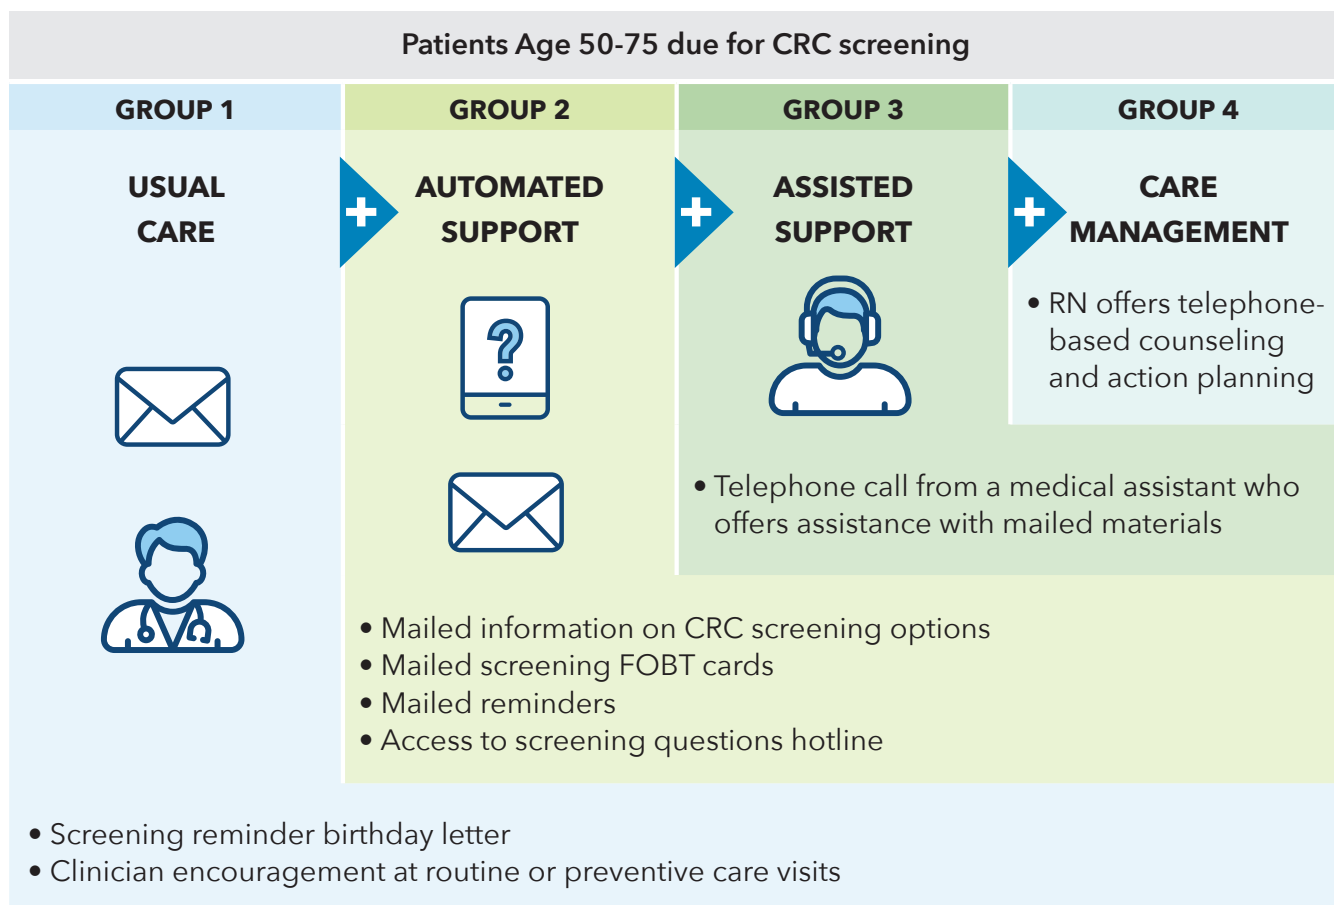 Patients Age 50-75 due for CRC screening
GROUP 1
GROUP 2
GROUP 3
GROUP 4
USUAL
CARE
+
AUTOMATED
SUPPORT
+
ASSISTED
SUPPORT
+
CARE
MANAGEMENT
?
• RN offers telephone-
based counseling
and action planning
• Telephone call from a medical assistant who
offers assistance with mailed materials
• Mailed information on CRC screening options
• Mailed screening FOBT cards
• Mailed reminders
• Access to screening questions hotline
• Screening reminder birthday letter
• Clinician encouragement at routine or preventive care visits